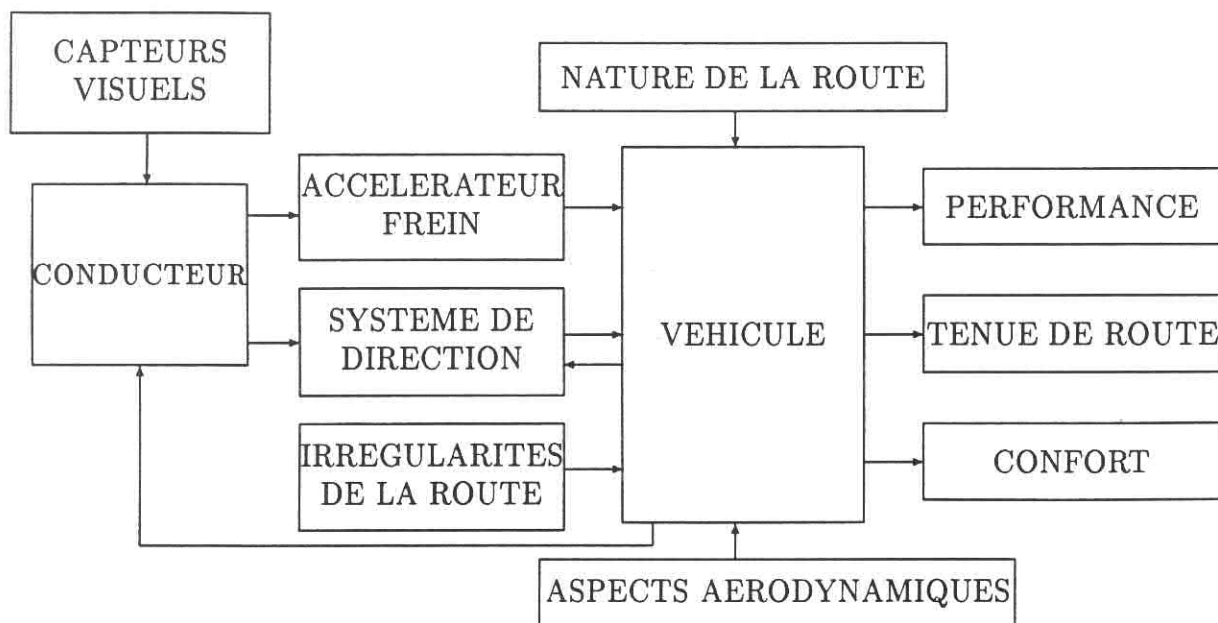 CAPTEURS
VISUELS
NATURE DE LA ROUTE
ACCELERATEUR
FREIN
PERFORMANCE
CONDUCTEUR
SYSTEME DE
DIRECTION
VEHICULE
TENUE DE ROUTE
IRREGULARITES
DE LA ROUTE
CONFORT
ASPECTS AERODYNAMIQUES